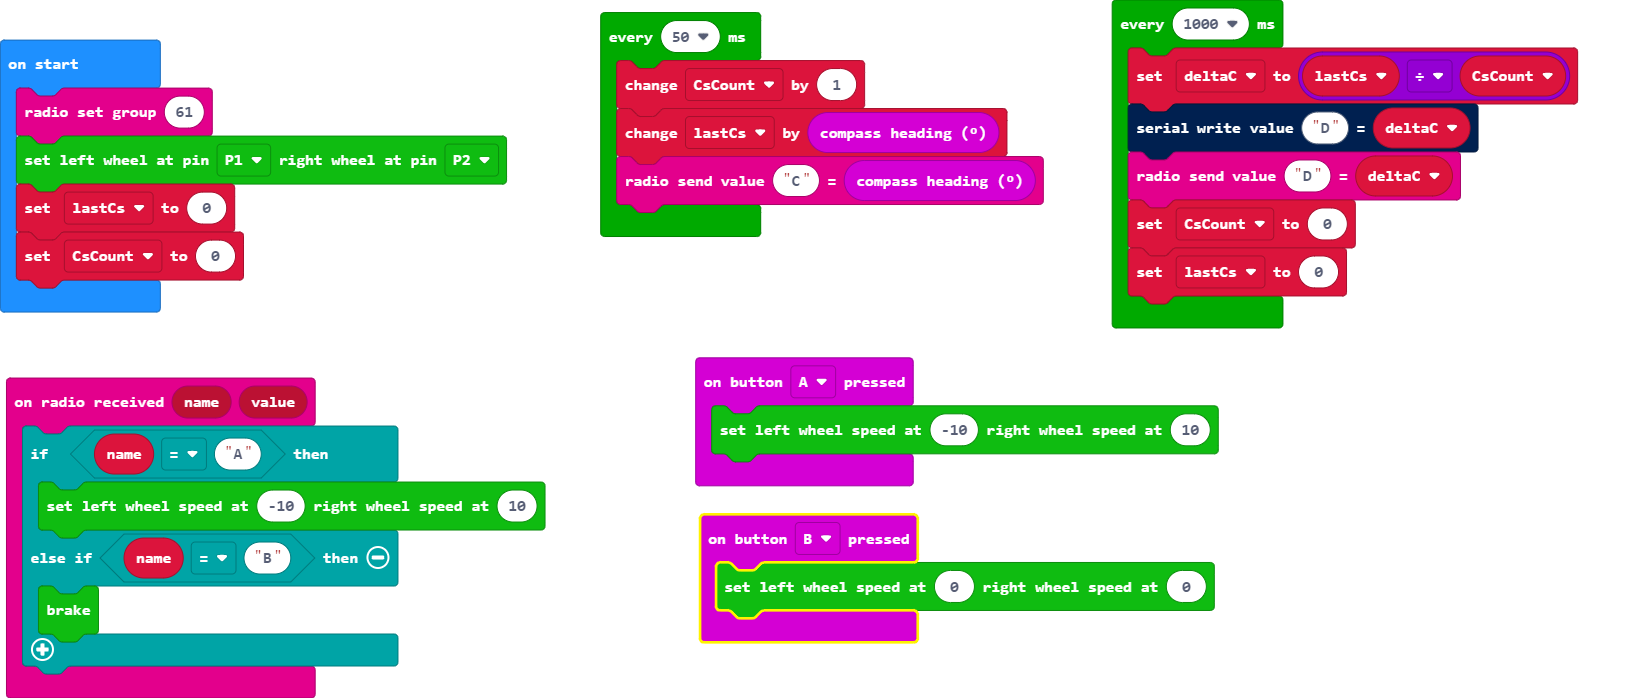 on start
radio set group 61
set left wheel at pin P1 right wheel at pin P2
set lastCs to 0
set CsCount to 0
every 50 ms
change CsCount by 1
change lastCs by compass heading (º)
radio send value "C" = compass heading (º)
every 1000 ms
set deltaC to lastCs ÷ CsCount
serial write value "D" = deltaC
radio send value "D" = deltaC
set CsCount to 0
set lastCs to 0
on radio received name value
if name = "A" then
set left wheel speed at -10 right wheel speed at 10
else if name = "B" then
brake
on button A pressed
set left wheel speed at -10 right wheel speed at 10
on button B pressed
set left wheel speed at 0 right wheel speed at 0